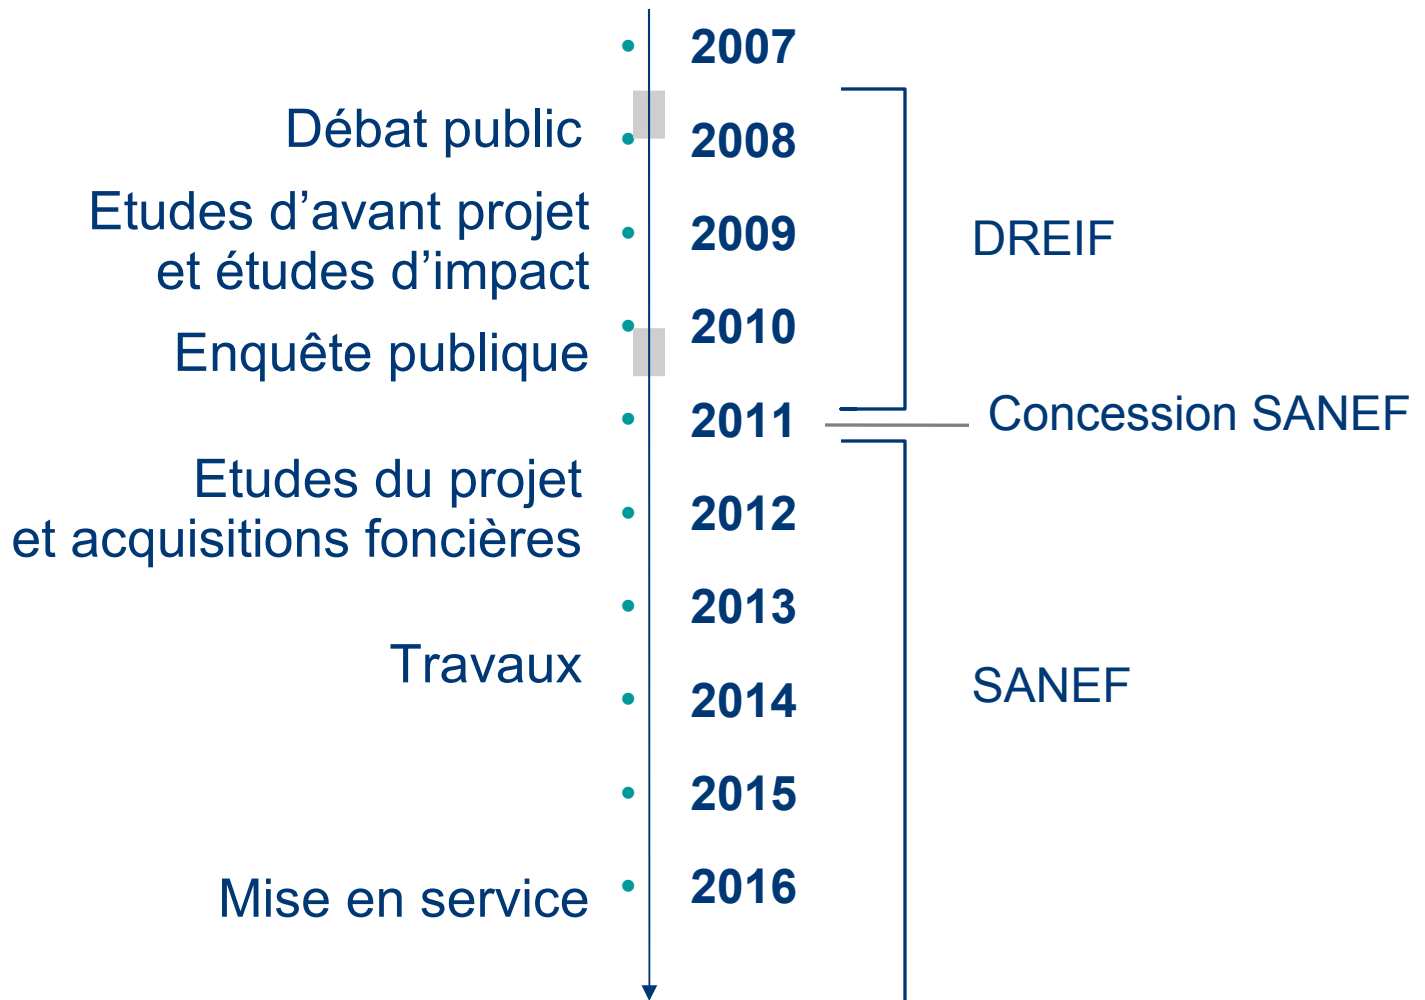 2007
Débat public
2008
Etudes d’avant projet
et études d’impact
2009
DREIF
2010
Enquête publique
2011
Concession SANEF
Etudes du projet
et acquisitions foncières
2012
2013
Travaux
SANEF
2014
2015
Mise en service
2016